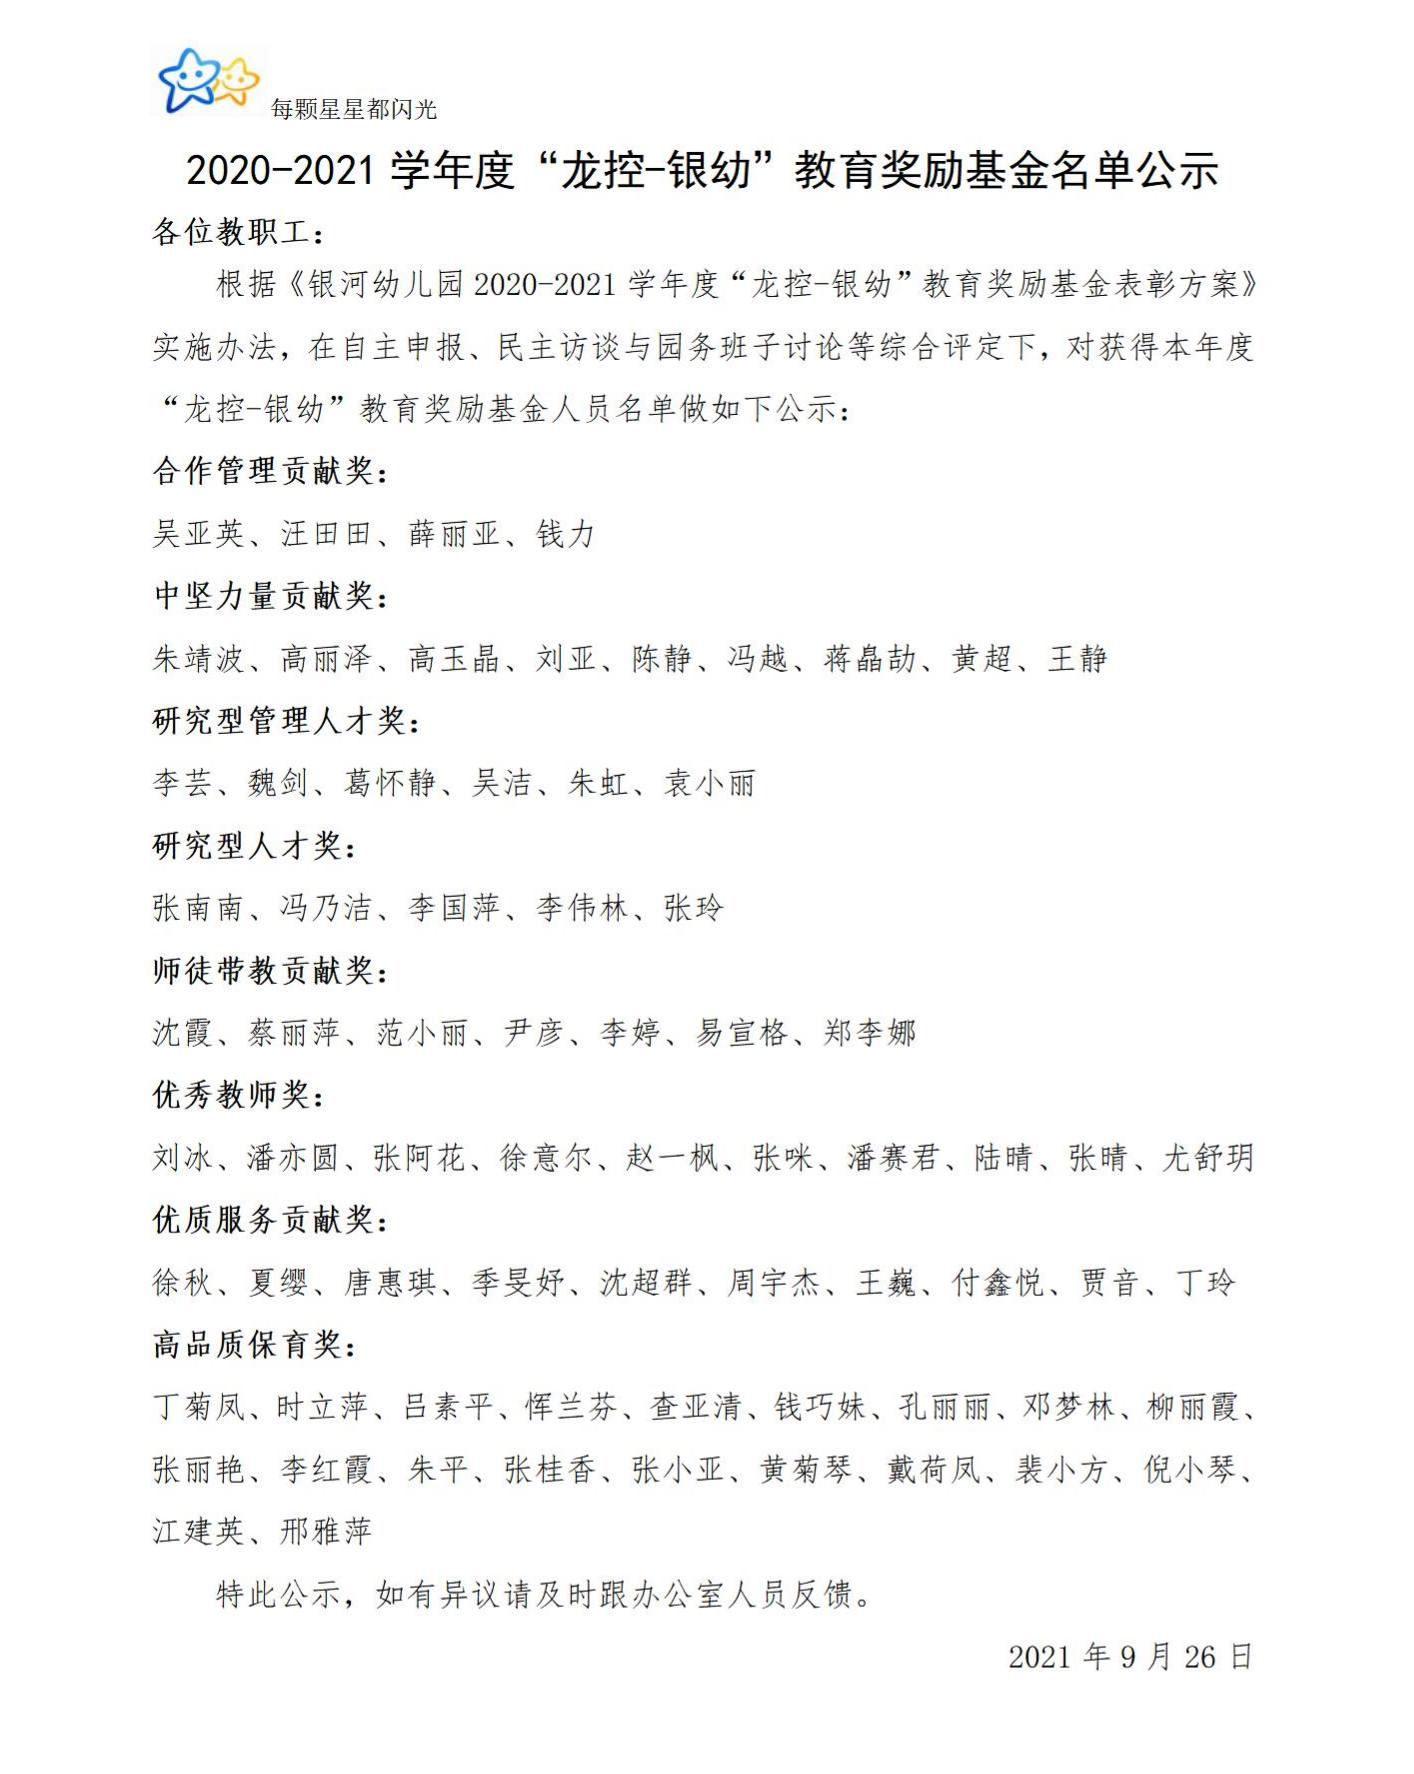 每颗星星都闪光
2020-2021 学年度“龙控-银幼”教育奖励基金名单公示
各位教职工：
根据《银河幼儿园 2020-2021 学年度“龙控-银幼”教育奖励基金表彰方案》
实施办法，在自主申报、民主访谈与园务班子讨论等综合评定下，对获得本年度
“龙控-银幼”教育奖励基金人员名单做如下公示：
合作管理贡献奖：
吴亚英、汪田田、薛丽亚、钱力
中坚力量贡献奖：
朱靖波、高丽泽、高玉晶、刘亚、陈静、冯越、蒋晶劼、黄超、王静
研究型管理人才奖：
李芸、魏剑、葛怀静、吴洁、朱虹、袁小丽
研究型人才奖：
张南南、冯乃洁、李国萍、李伟林、张玲
师徒带教贡献奖：
沈霞、蔡丽萍、范小丽、尹彦、李婷、易宣格、郑李娜
优秀教师奖：
刘冰、潘亦圆、张阿花、徐意尔、赵一枫、张咪、潘赛君、陆晴、张晴、尤舒玥
优质服务贡献奖：
徐秋、夏缨、唐惠琪、季旻妤、沈超群、周宇杰、王巍、付鑫悦、贾音、丁玲
高品质保育奖：
丁菊凤、时立萍、吕素平、恽兰芬、查亚清、钱巧妹、孔丽丽、邓梦林、柳丽霞、
张丽艳、李红霞、朱平、张桂香、张小亚、黄菊琴、戴荷凤、裴小方、倪小琴、
江建英、邢雅萍
特此公示，如有异议请及时跟办公室人员反馈。
2021 年 9 月 26 日